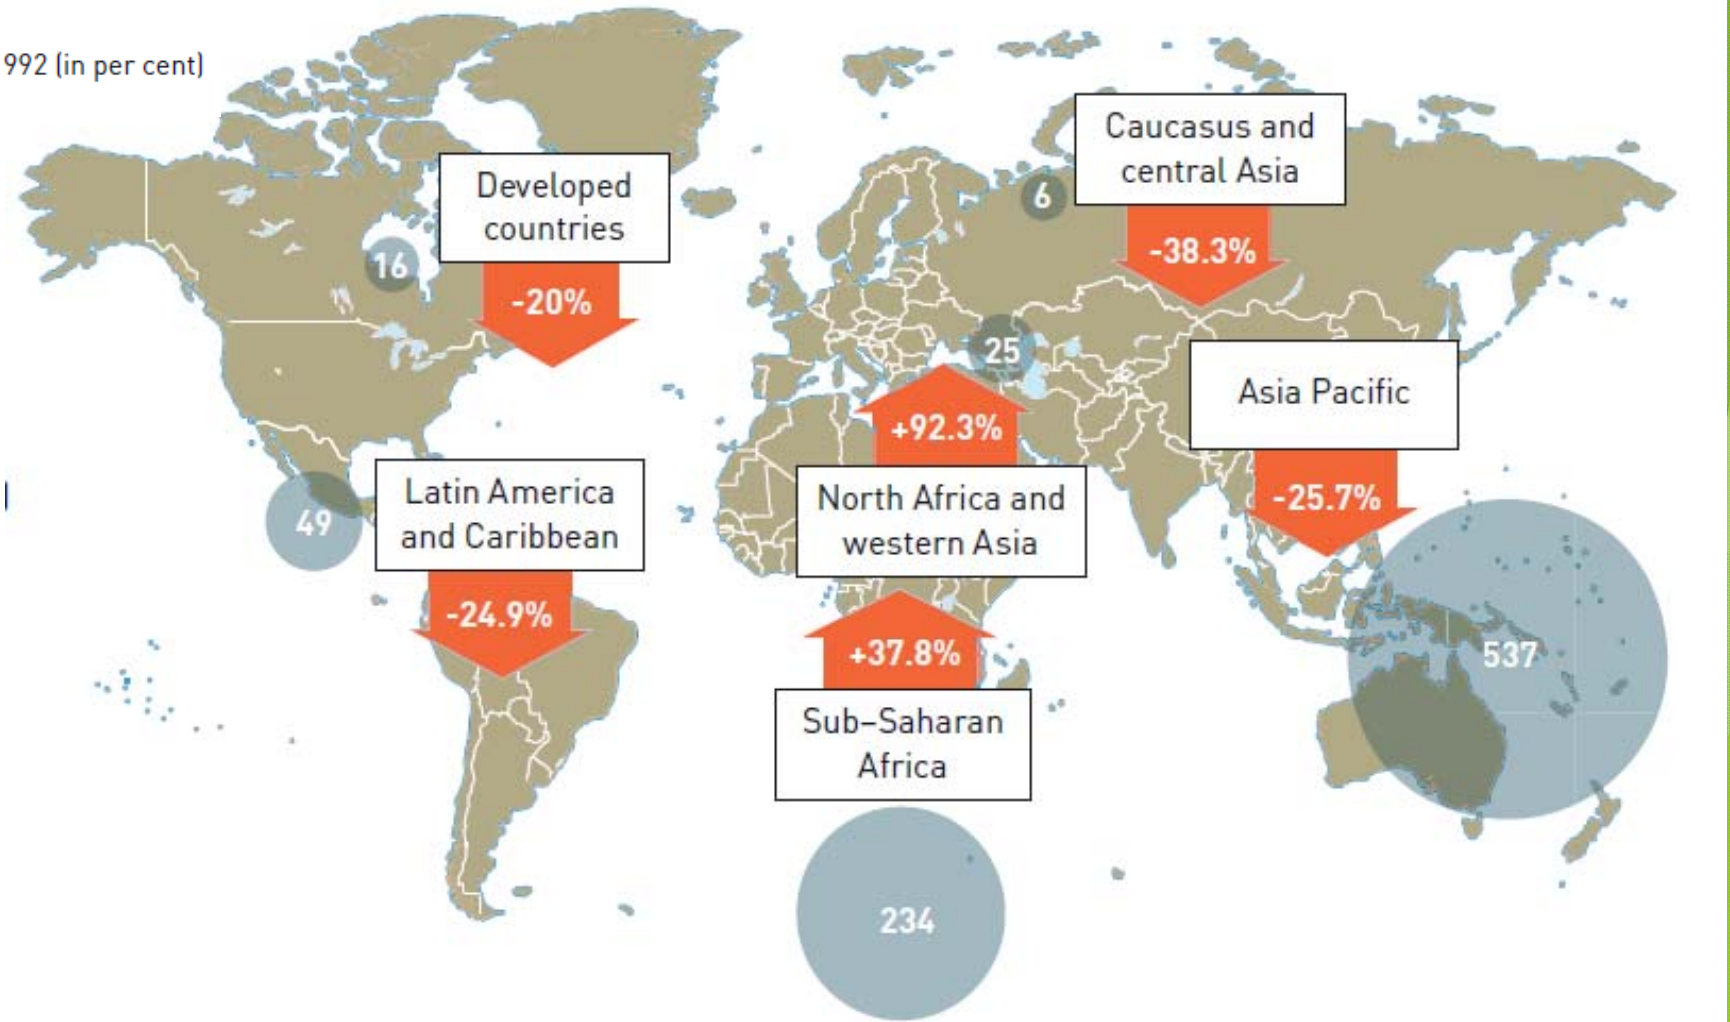 992 (in per cent)
Caucasus and
central Asia
-38.3%
6
Developed
countries
-20%
16
25
Asia Pacific
-25.7%
537
+92.3%
North Africa and
western Asia
Latin America
and Caribbean
-24.9%
49
+37.8%
Sub–Saharan
Africa
234